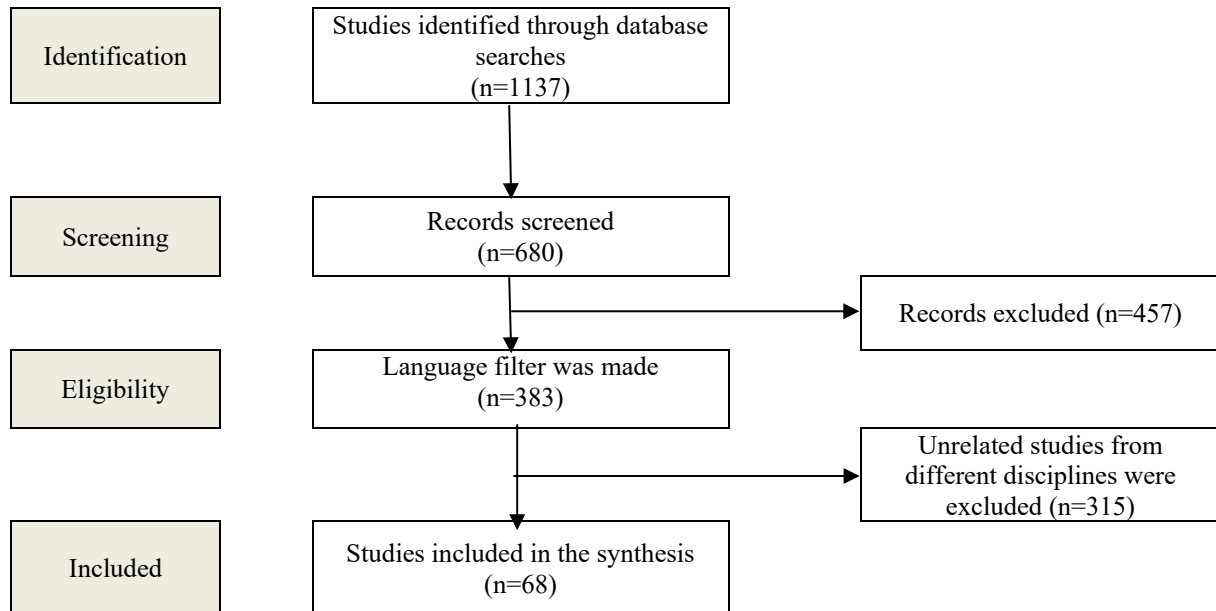 Identification
Studies identified through database
searches
(n=1137)
Screening
Records screened
(n=680)
Records excluded (n=457)
Eligibility
Language filter was made
(n=383)
Unrelated studies from
different disciplines were
excluded (n=315)
Included
Studies included in the synthesis
(n=68)